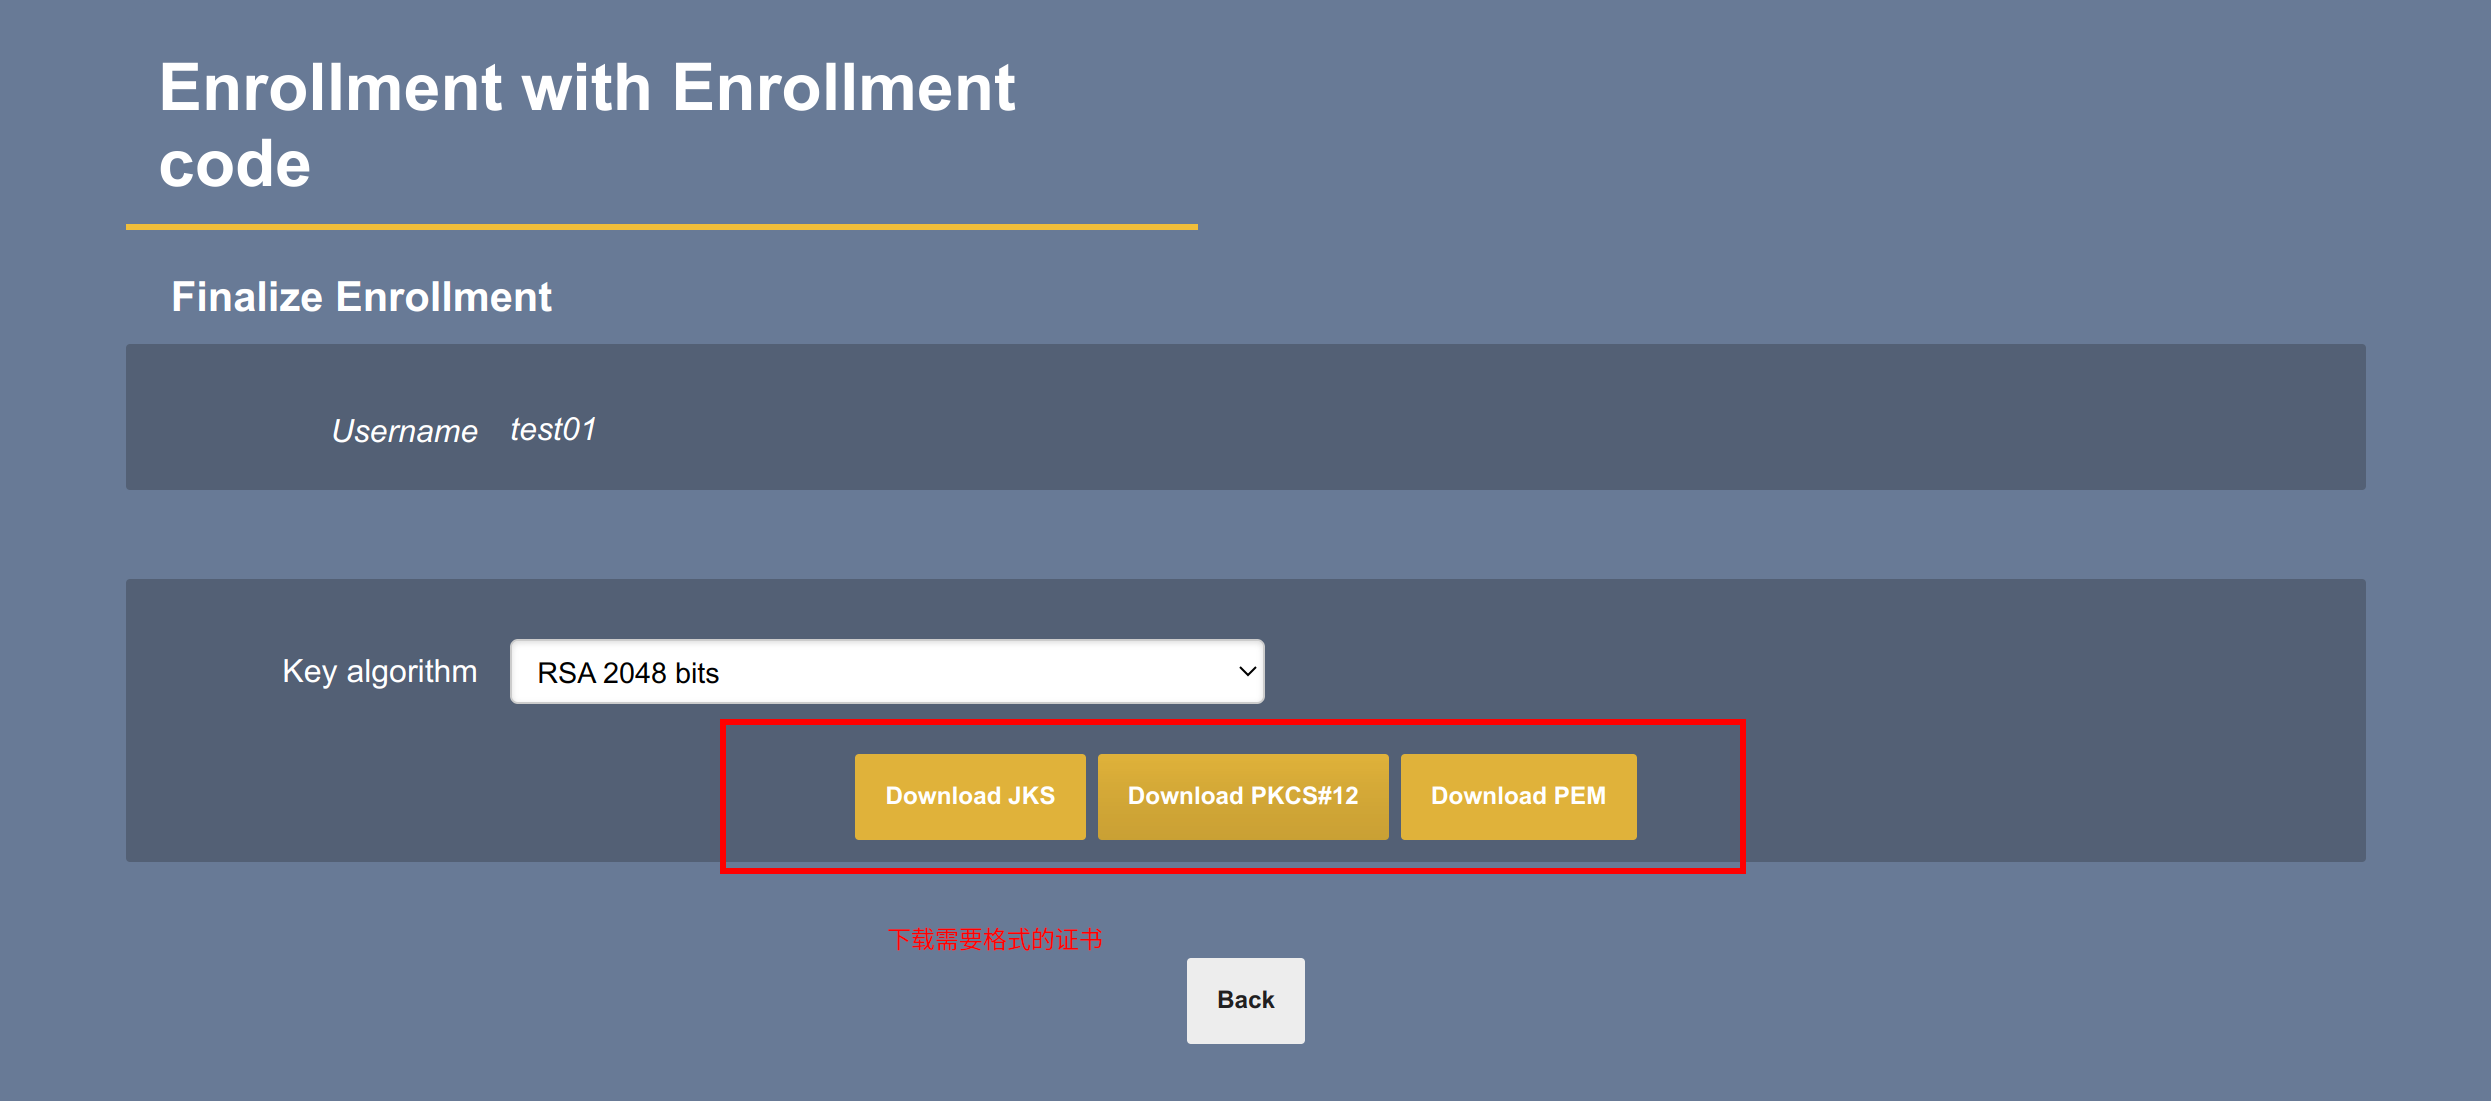 Enrollment with Enrollment
code
Finalize Enrollment
Username test01
Key algorithm RSA 2048 bits
Download JKS Download PKCS#12 Download PEM
下载需要格式的证书
Back